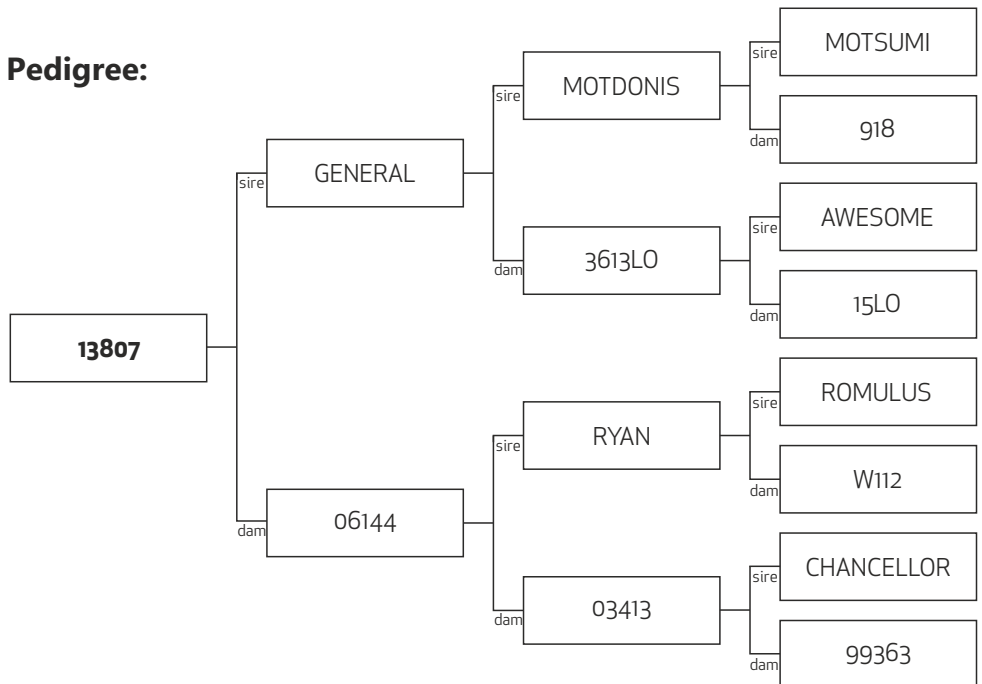 Pedigree:
13807
sire
GENERAL
dam
06144
sire
MOTDONIS
dam
3613LO
sire
RYAN
dam
03413
sire
MOTSUMI
dam
918
sire
AWESOME
dam
15LO
sire
ROMULUS
dam
W112
sire
CHANCELLOR
dam
99363